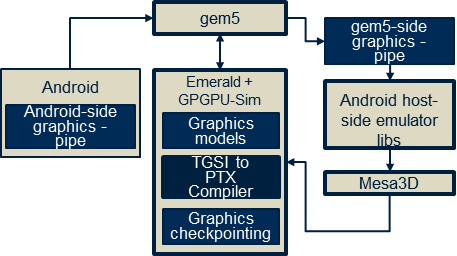 gem5
gem5-side
graphics -
pipe
Android
Android-side
graphics -
pipe
Emerald +
GPGPU-Sim
Graphics
models
TGSI to
PTX
Compiler
Graphics
checkpointing
Android host-
side emulator
libs
Mesa3D